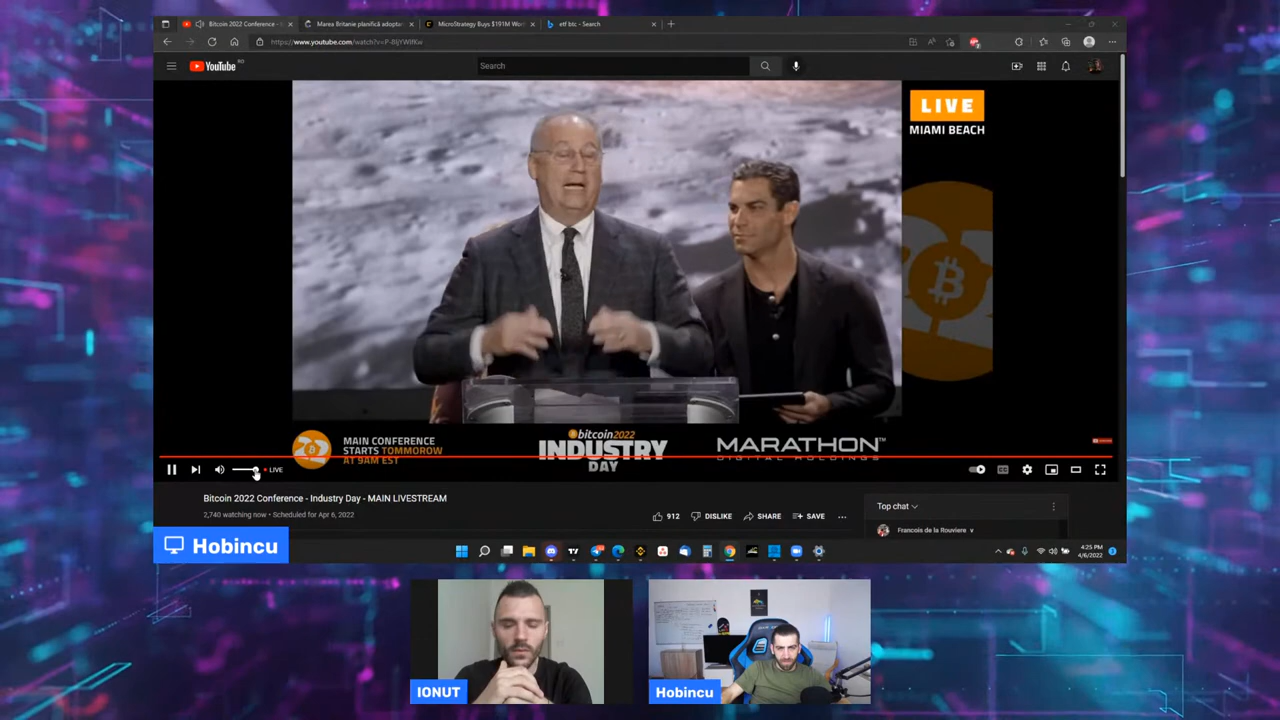 Bitcoin 2022 Conference -
Marea Britanie planifică adoptar
MicroStrategy Buys $191M Wor
etf btc - Search
YouTube
RO
Search
LIVE
MIAMI BEACH
MAIN CONFERENCE
STARTS TOMMOROW
AT 9AM EST
bitcoin2022
INDUSTRY
DAY
MARATHON
DIGITAL HOLDINGS
LIVE
Bitcoin 2022 Conference - Industry Day - MAIN LIVESTREAM
2,740 watching now • Scheduled for Apr 6, 2022
912
DISLIKE
SHARE
SAVE
Top chat
Francois de la Rouviere
Hobincu
4:25 PM
4/6/2022
IONUT
Hobincu